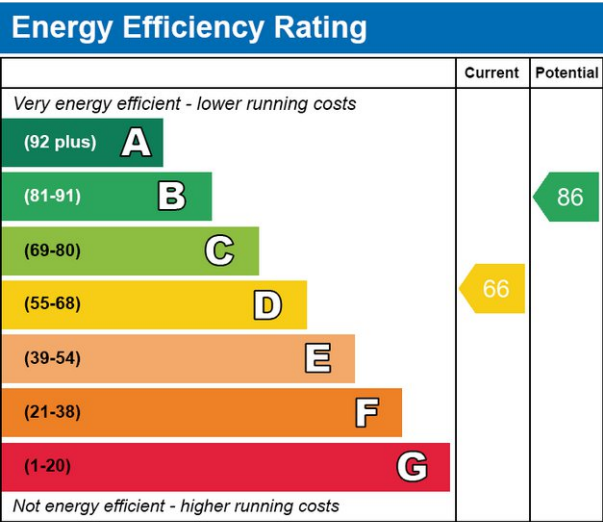 Energy Efficiency Rating
Current Potential
Very energy efficient - lower running costs
(92 plus) A
(81-91) B
86
(69-80) C
(55-68) D
66
(39-54) E
(21-38) F
(1-20) G
Not energy efficient - higher running costs